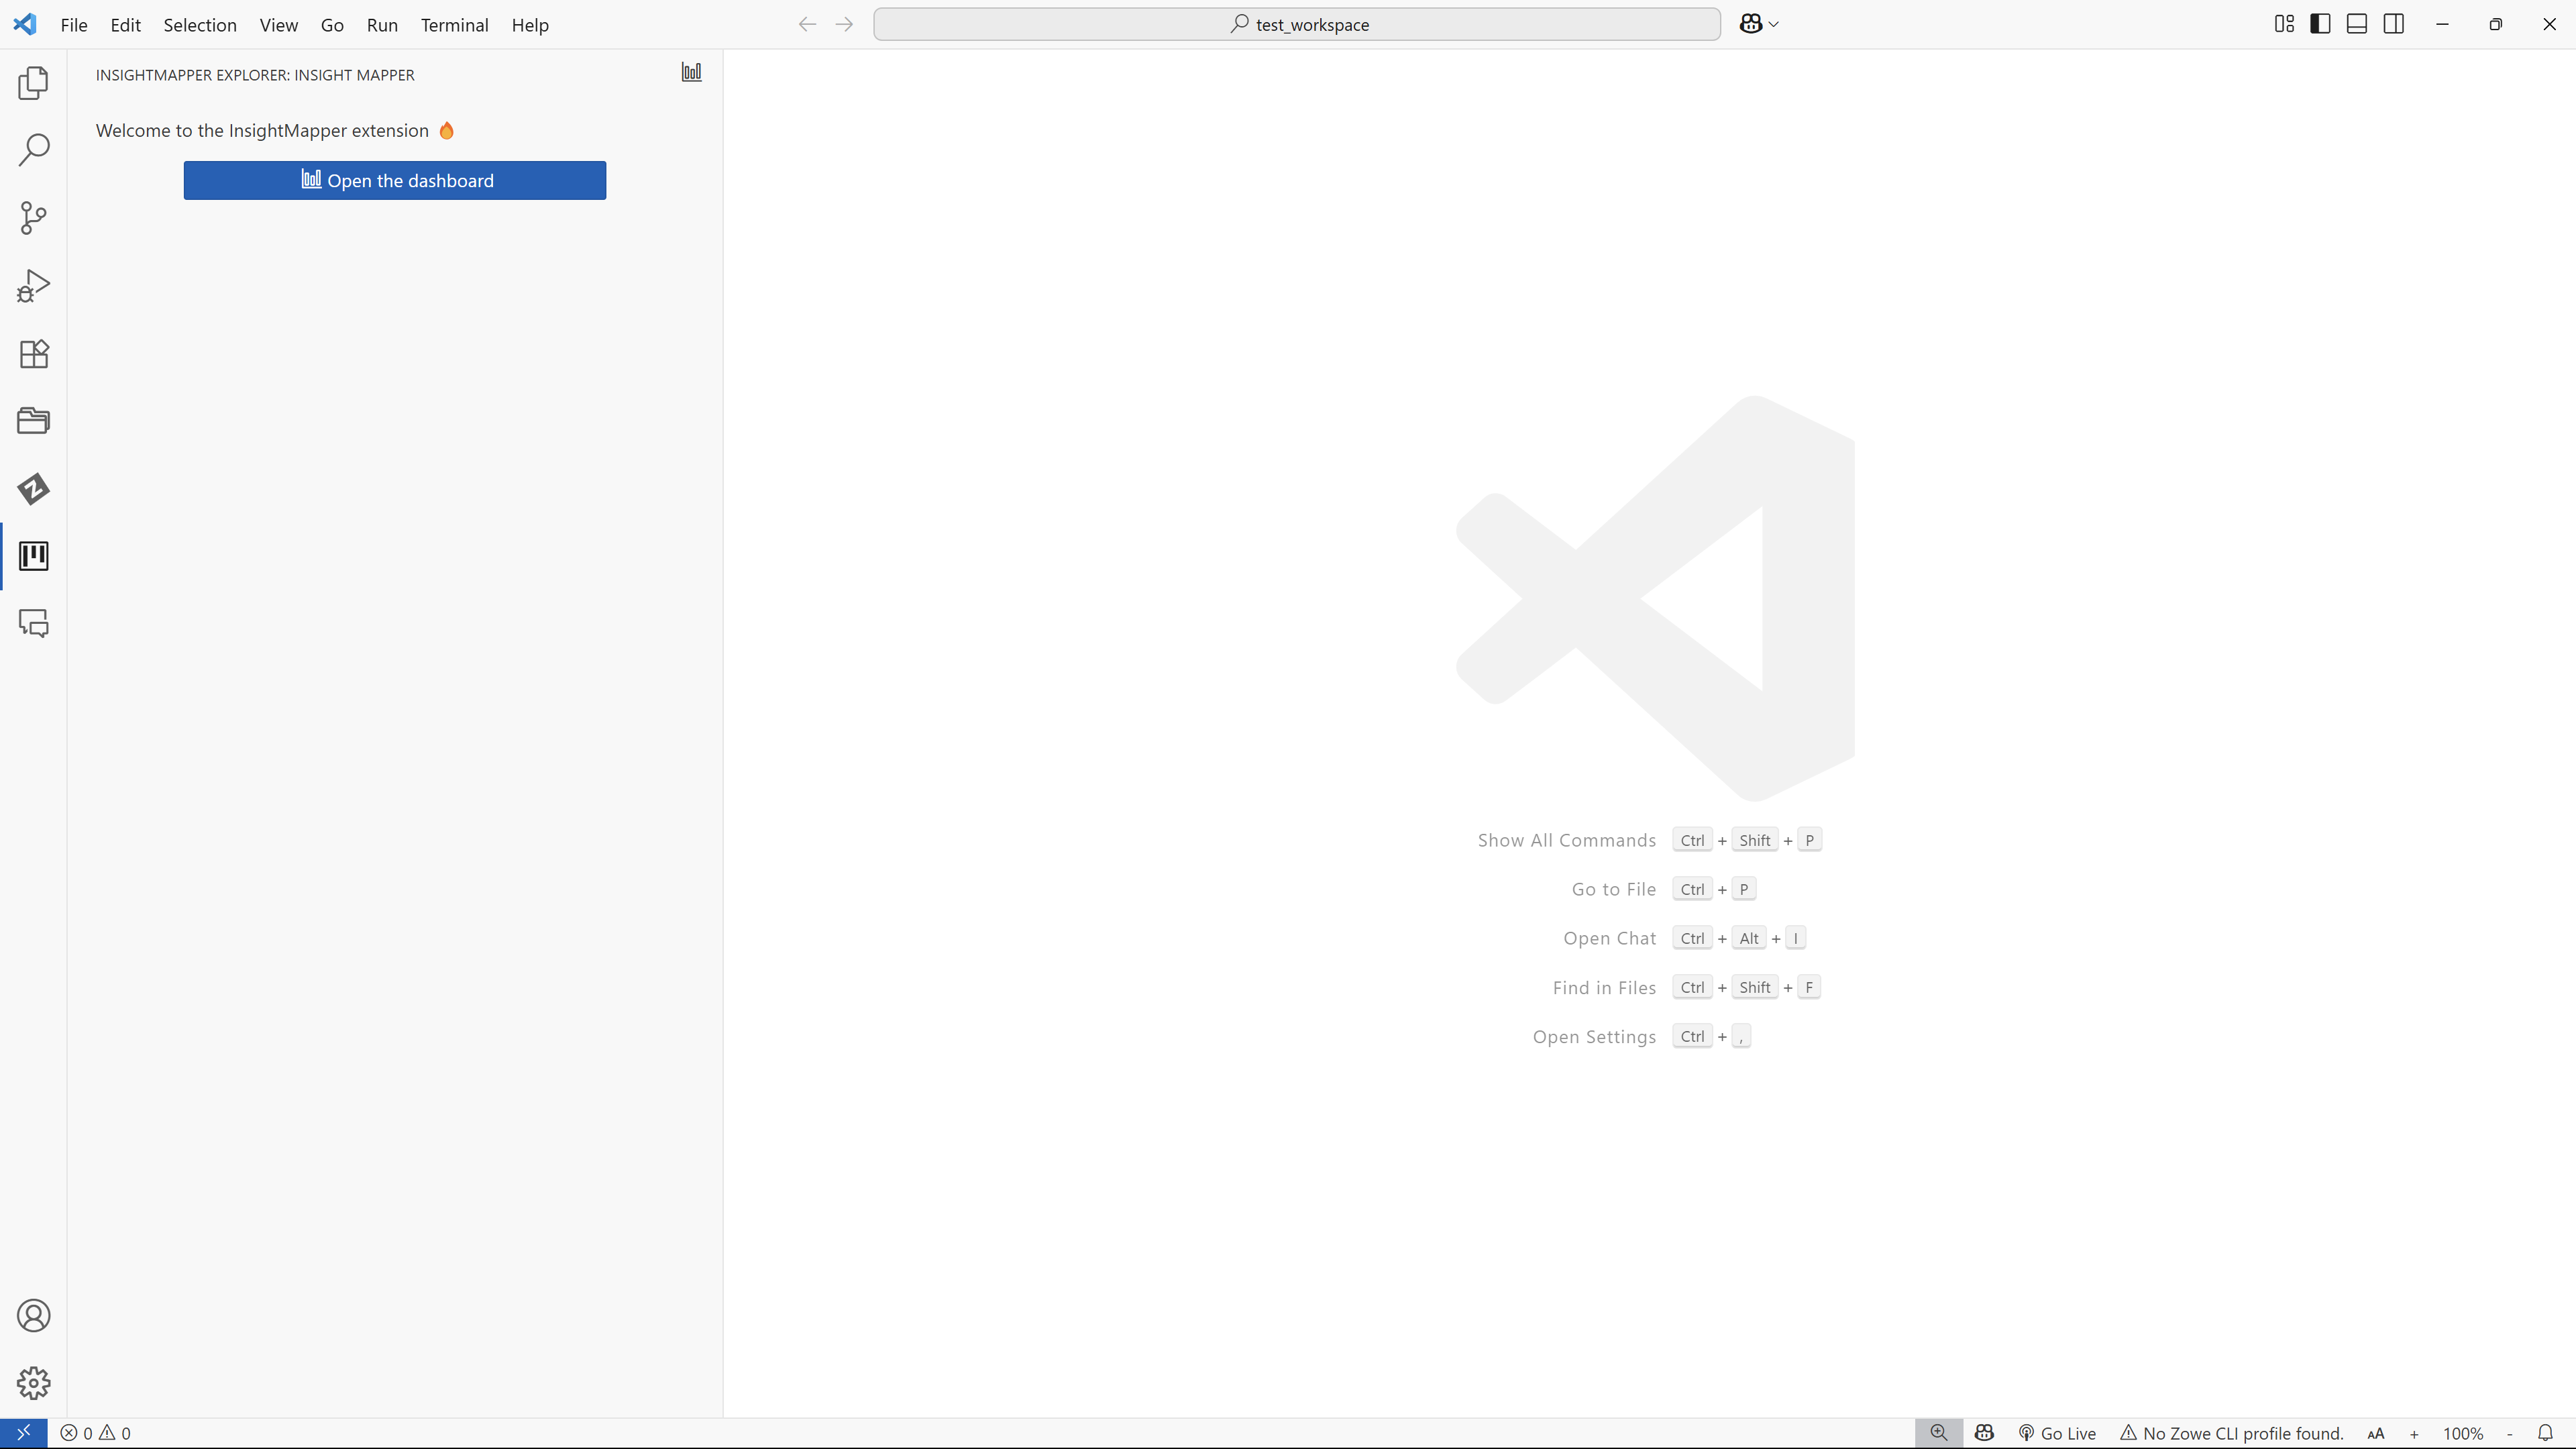 File Edit Selection View Go Run Terminal Help
test_workspace
INSIGHTMAPPER EXPLORER: INSIGHT MAPPER
Welcome to the InsightMapper extension 🔥
Open the dashboard
Show All Commands Ctrl + Shift + P
Go to File Ctrl + P
Open Chat Ctrl + Alt + I
Find in Files Ctrl + Shift + F
Open Settings Ctrl + ,
0 0 Go Live No Zowe CLI profile found. AA + 100% -